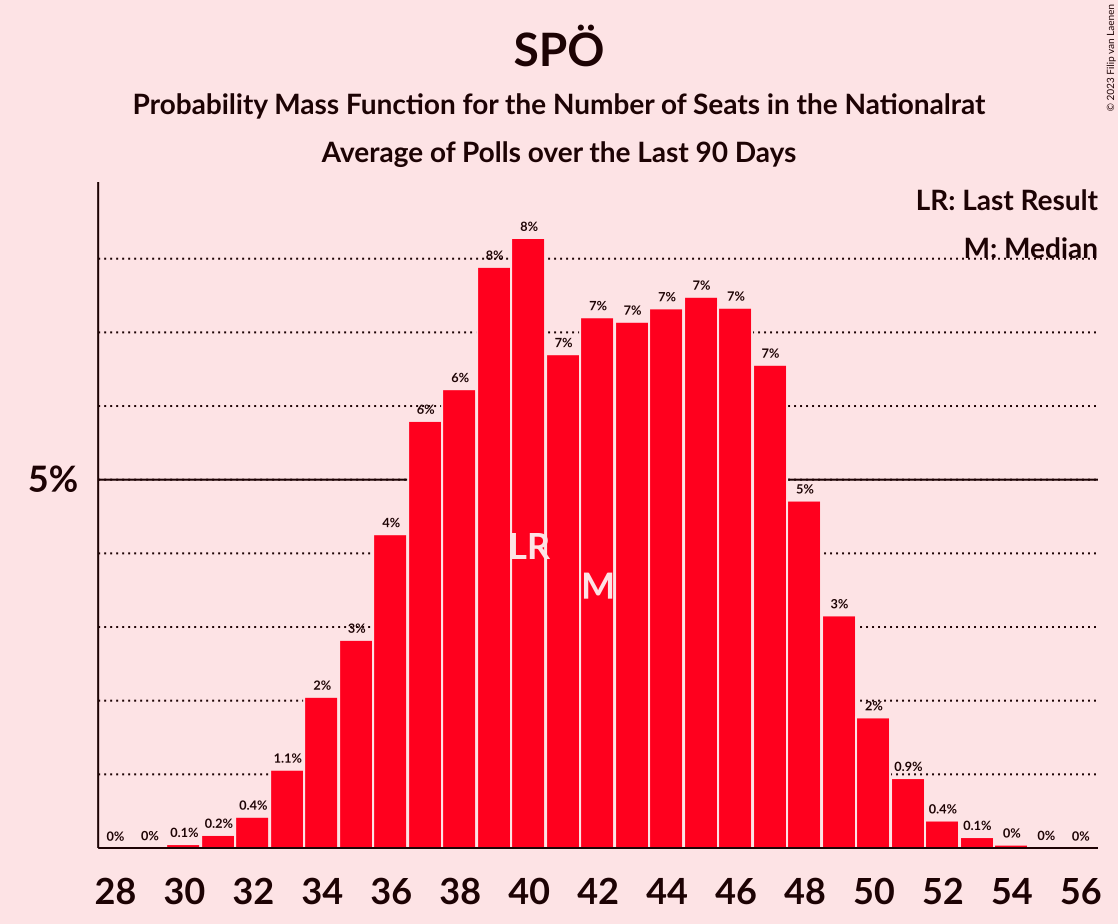 SPÖ
Probability Mass Function for the Number of Seats in the Nationalrat
Average of Polls over the Last 90 Days
© 2023 Filip van Laenen
LR: Last Result
M: Median
5%
0% 0% 0.1% 0.2% 0.4% 1.1% 2% 3% 4% 6% 6% 8% 8% 7% 7% 7% 7% 7% 7% 7% 5% 3% 2% 0.9% 0.4% 0.1% 0% 0% 0%
LR
M
28 30 32 34 36 38 40 42 44 46 48 50 52 54 56